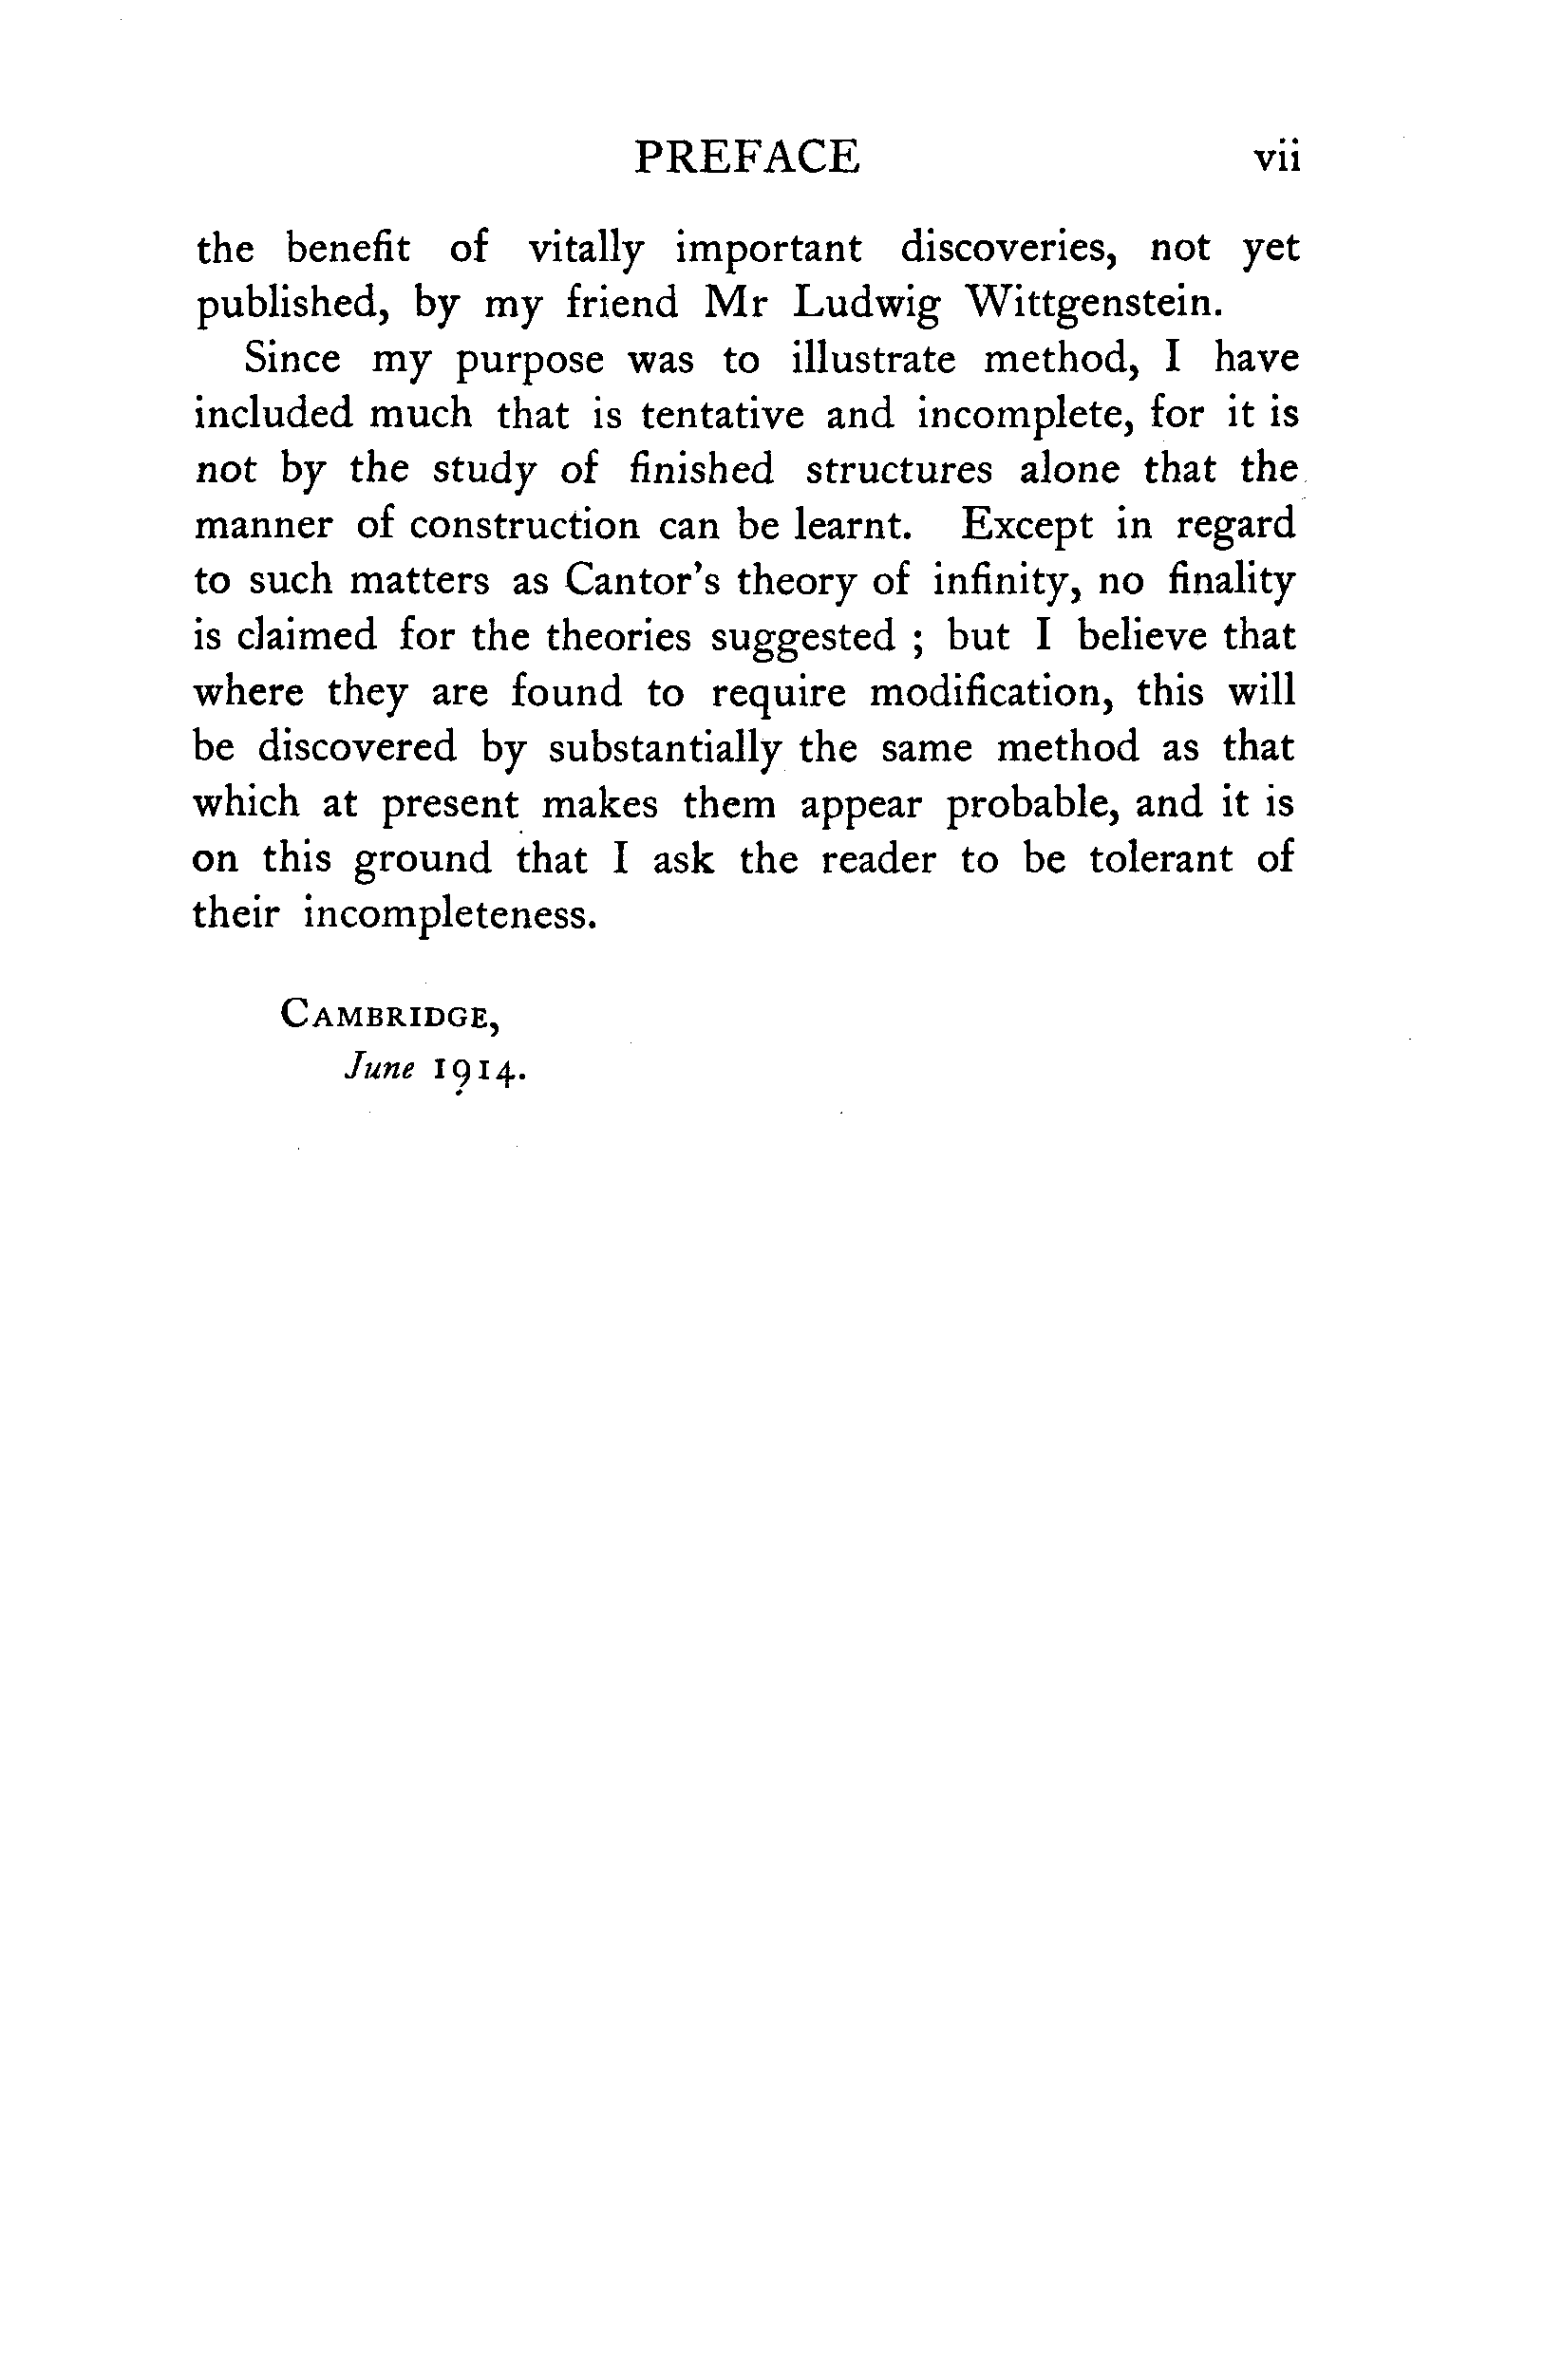 PREFACE vii
the benefit of vitally important discoveries, not yet
published, by my friend Mr Ludwig Wittgenstein.
Since my purpose was to illustrate method, I have
included much that is tentative and incomplete, for it is
not by the study of finished structures alone that the
manner of construction can be learnt. Except in regard
to such matters as Cantor's theory of infinity, no finality
is claimed for the theories suggested ; but I believe that
where they are found to require modification, this will
be discovered by substantially the same method as that
which at present makes them appear probable, and it is
on this ground that I ask the reader to be tolerant of
their incompleteness.
CAMBRIDGE,
June 1914.